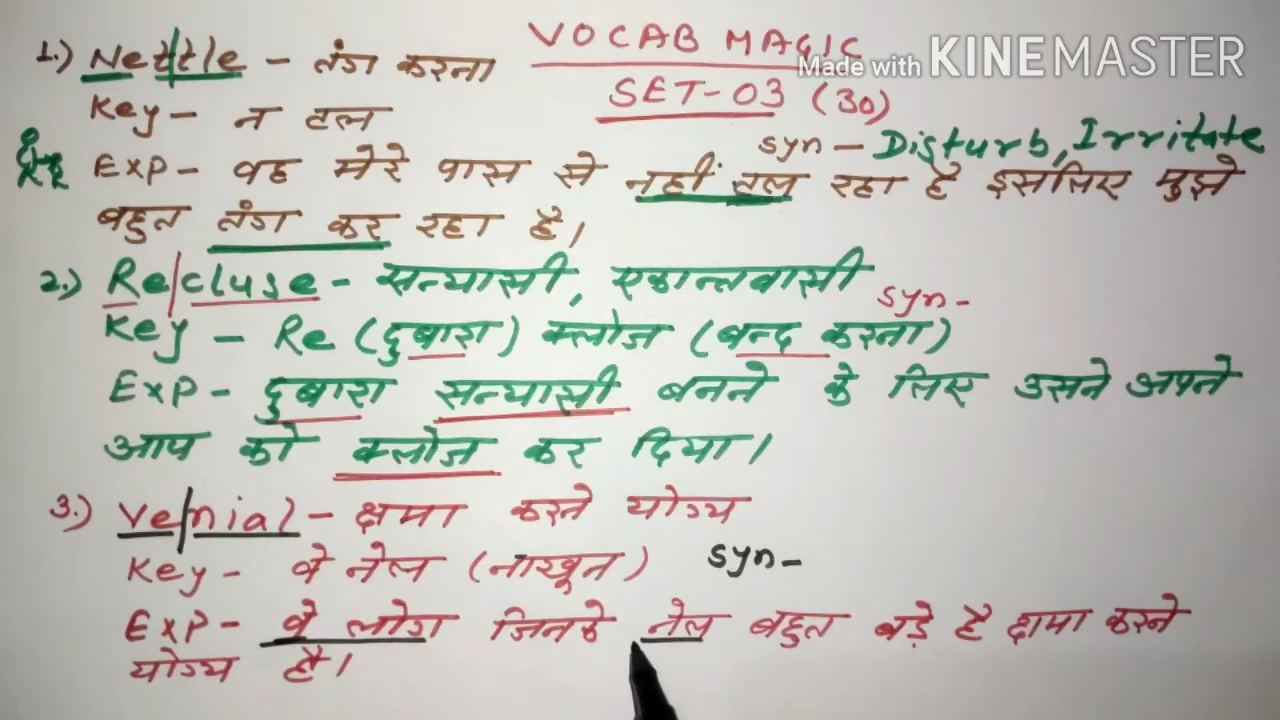 VOCAB MAGIC
Made with KINEMASTER
SET-03 (30)
1.) Nettle - तंग करना
Key - न टल
syn - Disturb, Irritate
Exp - वह मेरे पास से नहीं टल रहा है इसलिए मुझे
बहुत तंग कर रहा है।
2.) Recluse - सन्यासी, एकान्तवासी
syn-
Key - Re (दुबारा) क्लोज (बन्द करना)
Exp - दुबारा सन्यासी बनने के लिए उसने अपने
आप को क्लोज कर दिया।
3.) Venial - क्षमा करने योग्य
Key - वे नेल (नाखून) syn-
Exp - वे लोग जिनके नेल बहुत बड़े है क्षमा करने
योग्य है।